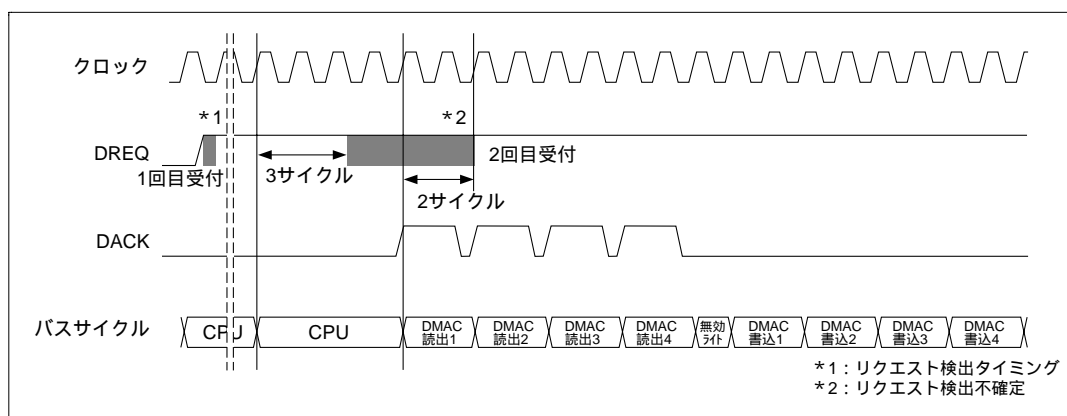 クロック
*1
*2
DREQ
1回目受付
3サイクル
2回目受付
2サイクル
DACK
バスサイクル
CPU
CPU
DMAC
読出1
DMAC
読出2
DMAC
読出3
DMAC
読出4
無効
ライト
DMAC
書込1
DMAC
書込2
DMAC
書込3
DMAC
書込4
*1:リクエスト検出タイミング
*2:リクエスト検出不確定